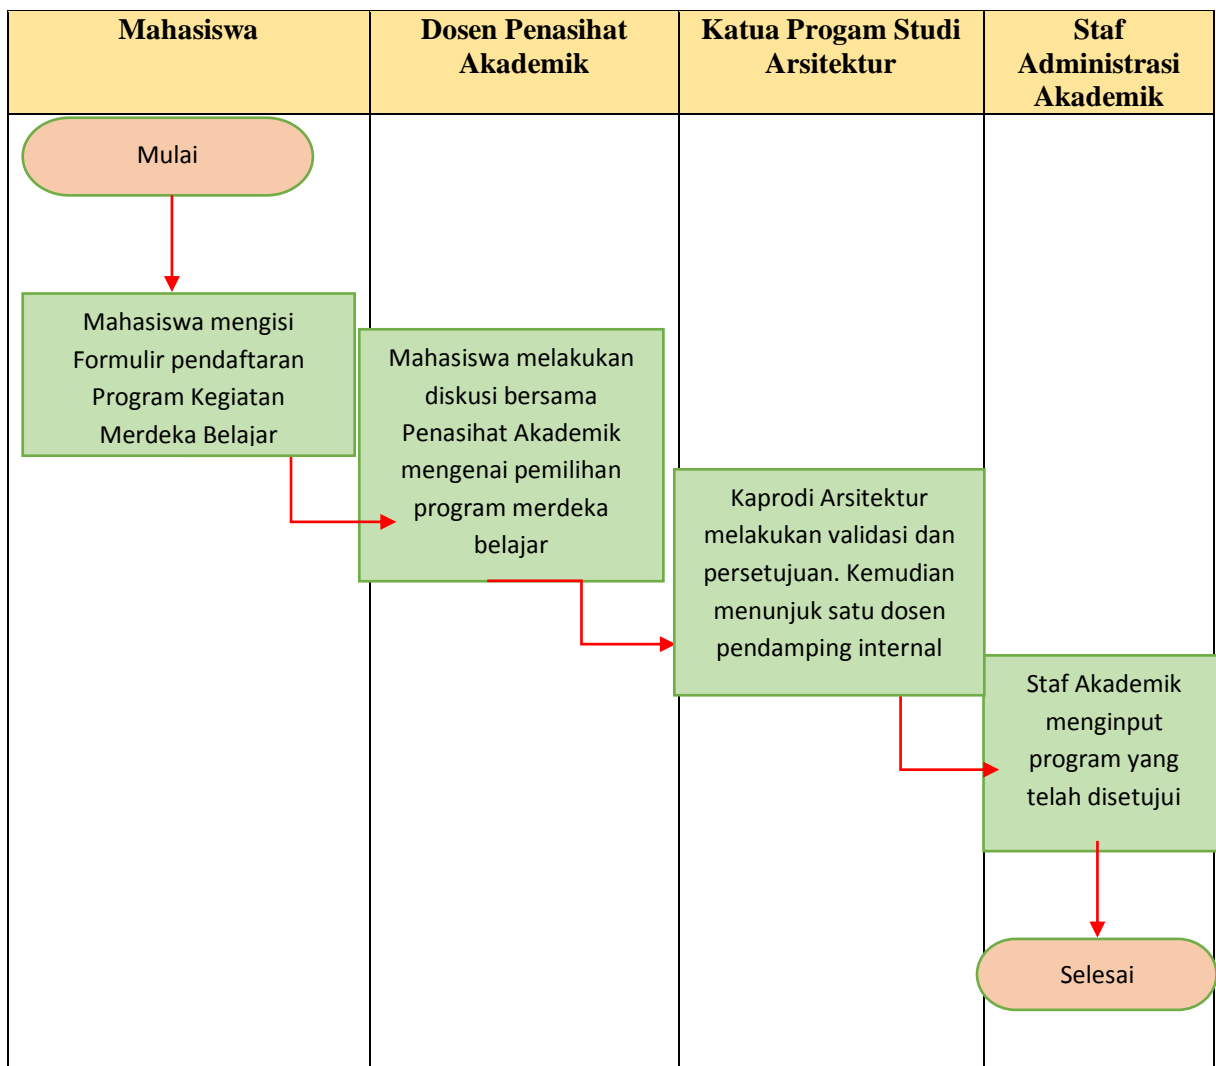 Mahasiswa
Dosen Penasihat
Akademik
Katua Progam Studi
Arsitektur
Staf
Administrasi
Akademik
Mulai
Mahasiswa mengisi
Formulir pendaftaran
Program Kegiatan
Merdeka Belajar
Mahasiswa melakukan
diskusi bersama
Penasihat Akademik
mengenai pemilihan
program merdeka
belajar
Kaprodi Arsitektur
melakukan validasi dan
persetujuan. Kemudian
menunjuk satu dosen
pendamping internal
Staf Akademik
menginput
program yang
telah disetujui
Selesai